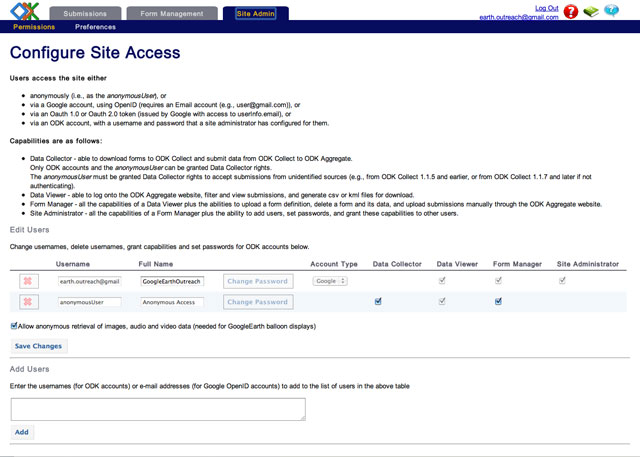 Submissions Form Management Site Admin Log Out
earth.outreach@gmail.com
Permissions Preferences
Configure Site Access
Users access the site either
anonymously (i.e., as the anonymousUser), or
via a Google account, using OpenID (requires an Email account (e.g., user@gmail.com)), or
via an Oauth 1.0 or Oauth 2.0 token (issued by Google with access to userinfo.email), or
via an ODK account, with a username and password that a site administrator has configured for them.
Capabilities are as follows:
Data Collector - able to download forms to ODK Collect and submit data from ODK Collect to ODK Aggregate.
Only ODK accounts and the anonymousUser can be granted Data Collector rights.
The anonymousUser must be granted Data Collector rights to accept submissions from unidentified sources (e.g., from ODK Collect 1.1.5 and earlier, or from ODK Collect 1.1.7 and later if not
authenticating).
Data Viewer - able to log onto the ODK Aggregate website, filter and view submissions, and generate csv or kml files for download.
Form Manager - all the capabilities of a Data Viewer plus the abilities to upload a form definition, delete a form and its data, and upload submissions manually through the ODK Aggregate website.
Site Administrator - all the capabilities of a Form Manager plus the ability to add users, set passwords, and grant these capabilities to other users.
Edit Users
Change usernames, delete usernames, grant capabilities and set passwords for ODK accounts below.
Username Full Name Account Type Data Collector Data Viewer Form Manager Site Administrator
earth.outreach@gmail GoogleEarthOutreach Change Password Google
anonymousUser Anonymous Access Change Password
Allow anonymous retrieval of images, audio and video data (needed for GoogleEarth balloon displays)
Save Changes
Add Users
Enter the usernames (for ODK accounts) or e-mail addresses (for Google OpenID accounts) to add to the list of users in the above table
Add